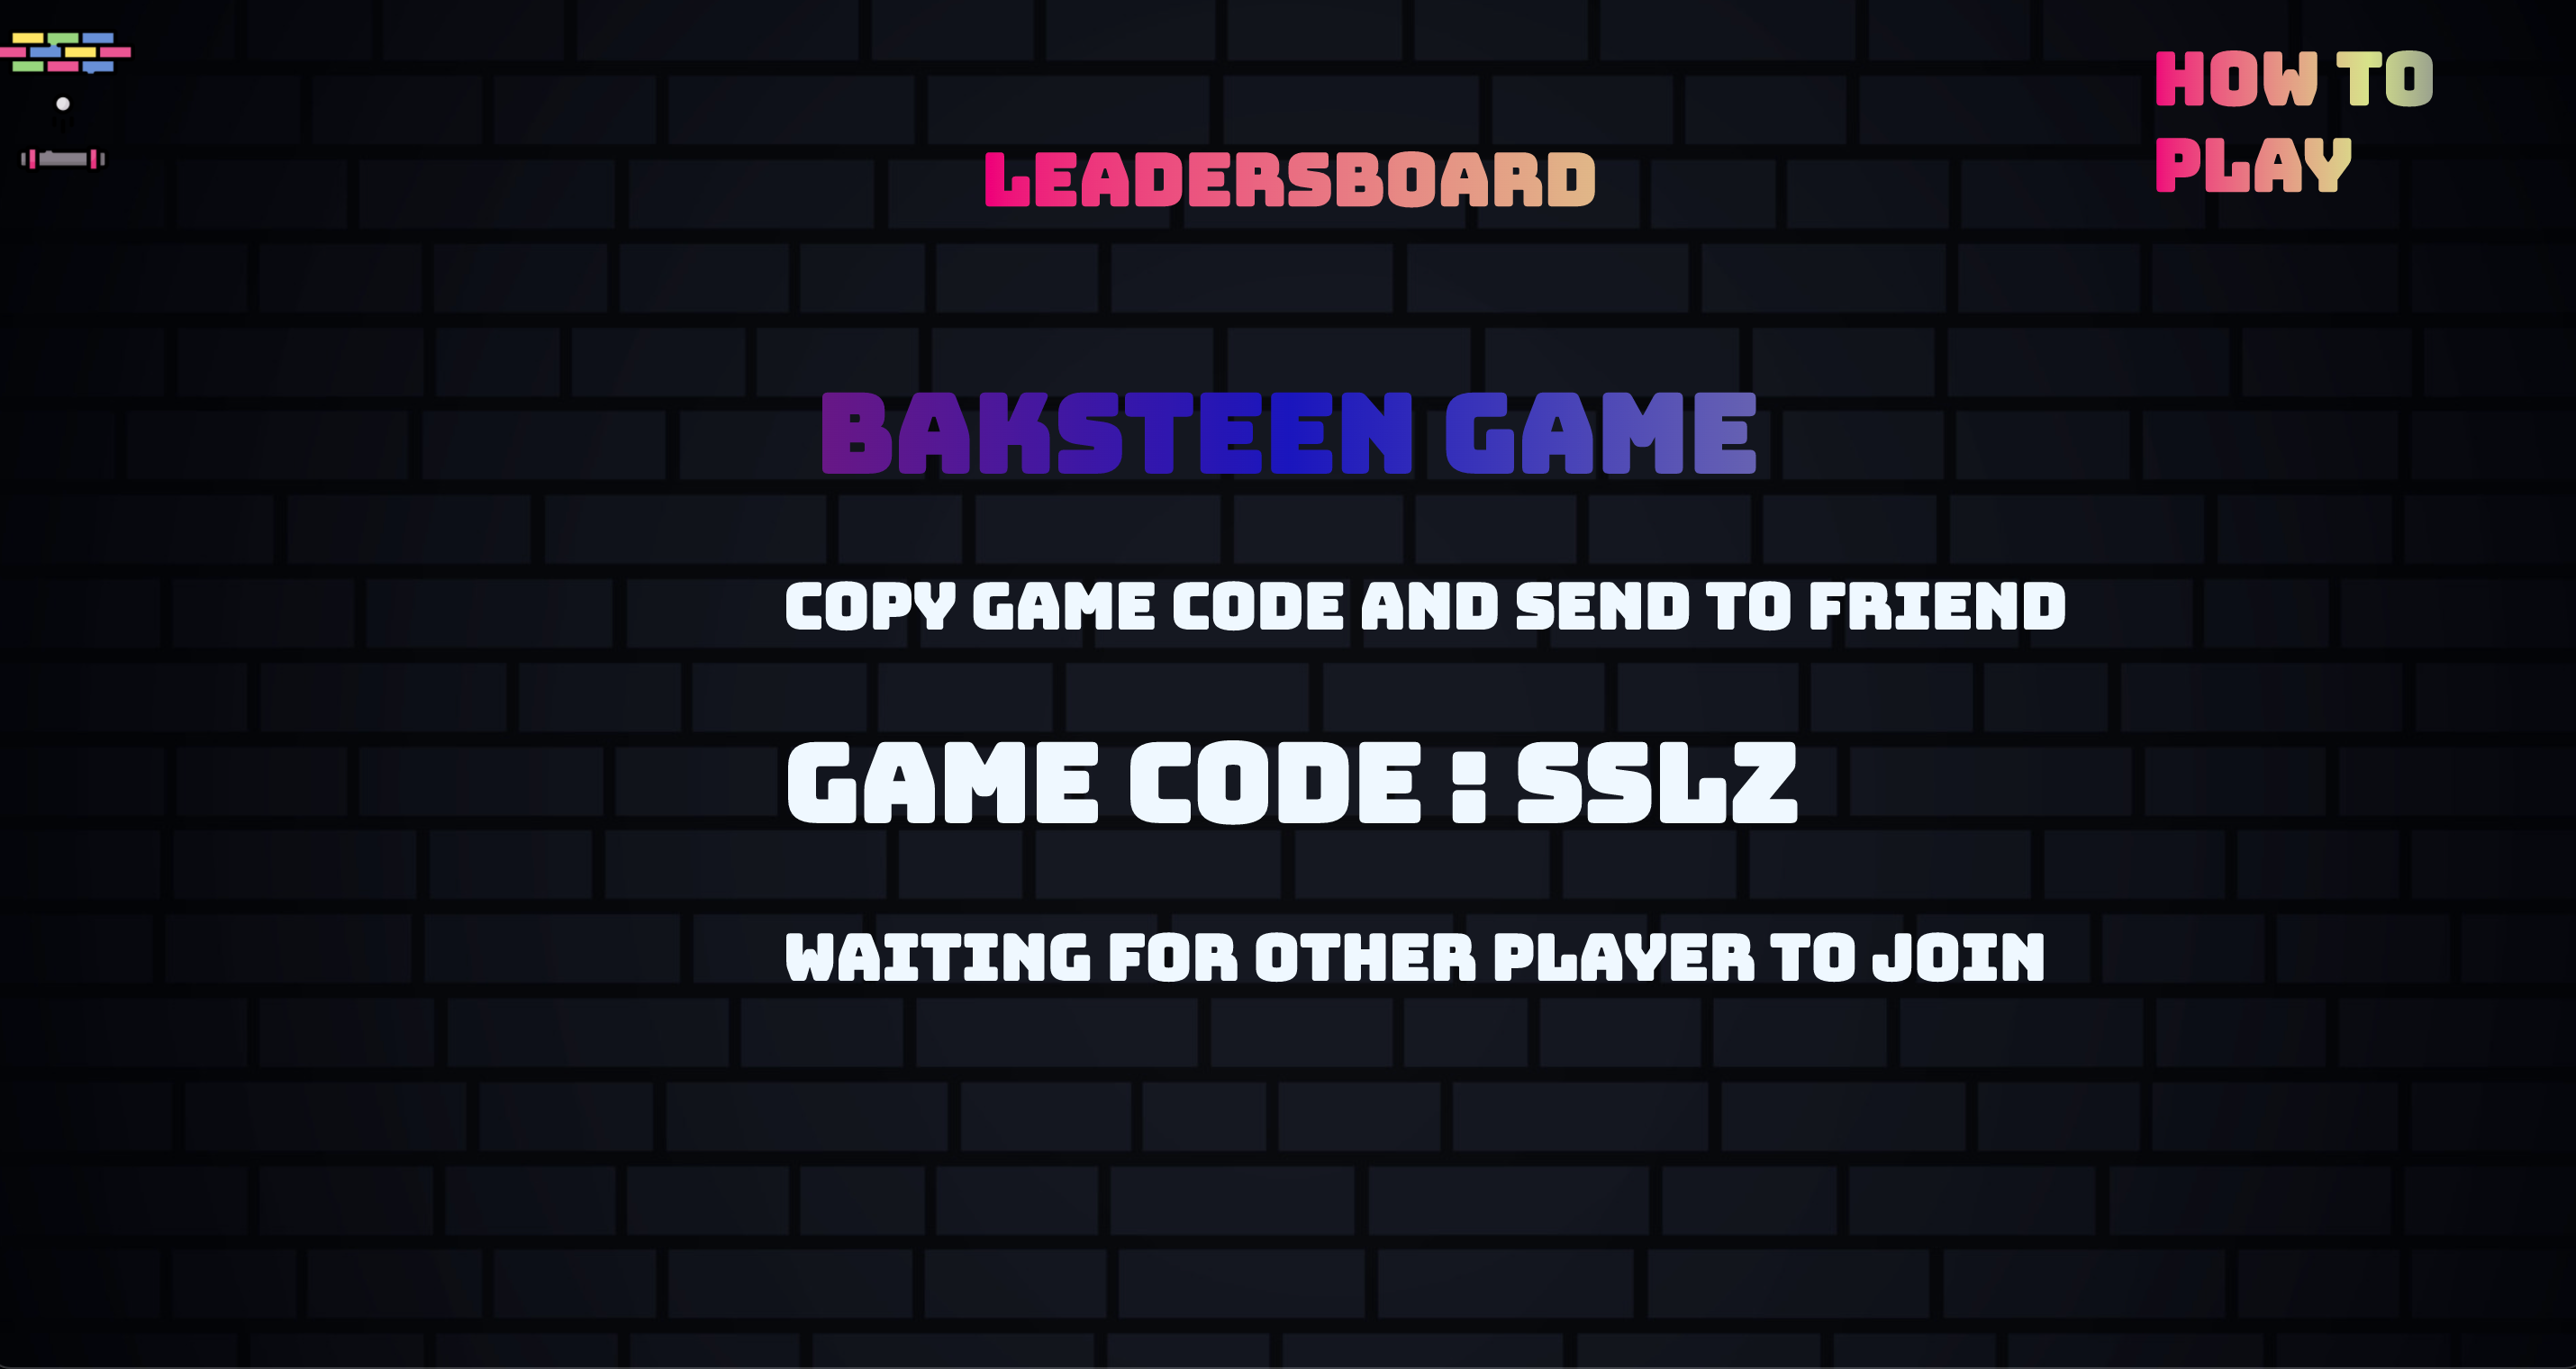 HOW TO
PLAY
LEADERSBOARD
BAKSTEEN GAME
COPY GAME CODE AND SEND TO FRIEND
GAME CODE : SSLZ
WAITING FOR OTHER PLAYER TO JOIN